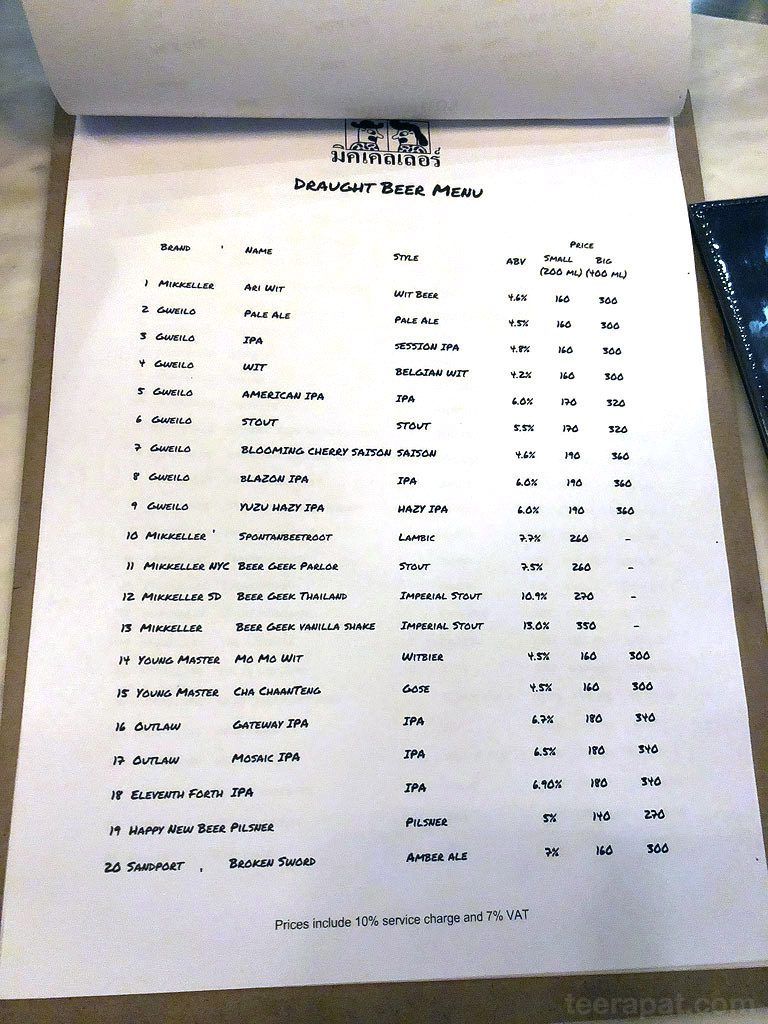 มิคเคลเลอร์
DRAUGHT BEER MENU
PRICE
BRAND NAME STYLE ABV SMALL BIG
(200 ML) (400 ML)
1 MIKKELLER ARI WIT WIT BEER 4.6% 160 300
2 GWEILO PALE ALE PALE ALE 4.5% 160 300
3 GWEILO IPA SESSION IPA 4.8% 160 300
4 GWEILO WIT BELGIAN WIT 4.2% 160 300
5 GWEILO AMERICAN IPA IPA 6.0% 170 320
6 GWEILO STOUT STOUT 5.5% 170 320
7 GWEILO BLOOMING CHERRY SAISON SAISON 4.6% 190 360
8 GWEILO BLAZON IPA IPA 6.0% 190 360
9 GWEILO YUZU HAZY IPA HAZY IPA 6.0% 190 360
10 MIKKELLER SPONTANBEETROOT LAMBIC 7.7% 260 -
11 MIKKELLER NYC BEER GEEK PARLOR STOUT 7.5% 260 -
12 MIKKELLER SD BEER GEEK THAILAND IMPERIAL STOUT 10.9% 270 -
13 MIKKELLER BEER GEEK VANILLA SHAKE IMPERIAL STOUT 13.0% 350 -
14 YOUNG MASTER MO MO WIT WITBIER 4.5% 160 300
15 YOUNG MASTER CHA CHAANTENG GOSE 4.5% 160 300
16 OUTLAW GATEWAY IPA IPA 6.7% 180 340
17 OUTLAW MOSAIC IPA IPA 6.5% 180 340
18 ELEVENTH FORTH IPA IPA 6.90% 180 340
19 HAPPY NEW BEER PILSNER PILSNER 5% 140 270
20 SANDPORT BROKEN SWORD AMBER ALE 7% 160 300
Prices include 10% service charge and 7% VAT
teerapat.com